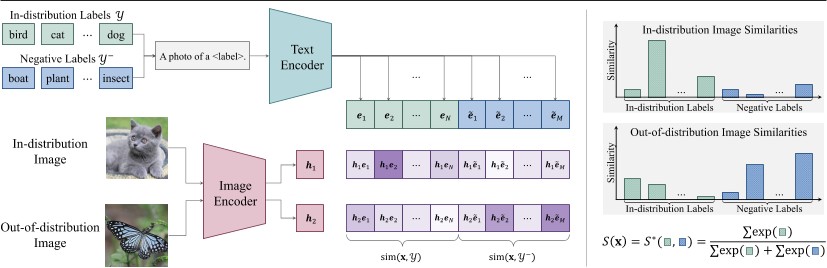 In-distribution Labels 𝒴
bird cat ... dog
Negative Labels 𝒴⁻
boat plant ... insect
A photo of a <label>.
Text
Encoder
...
...
e₁ e₂ ... e_N ẽ₁ ẽ₂ ... ẽ_M
In-distribution
Image
Out-of-distribution
Image
Image
Encoder
h₁
h₂
h₁e₁ h₁e₂ ... h₁e_N h₁ẽ₁ h₁ẽ₂ ... h₁ẽ_M
h₂e₁ h₂e₂ ... h₂e_N h₂ẽ₁ h₂ẽ₂ ... h₂ẽ_M
sim(x, 𝒴) sim(x, 𝒴⁻)
In-distribution Image Similarities
Similarity
... ...
In-distribution Labels Negative Labels
Out-of-distribution Image Similarities
Similarity
... ...
In-distribution Labels Negative Labels
S(x) = S*(□, □) = ∑exp(□) / ∑exp(□) + ∑exp(□)